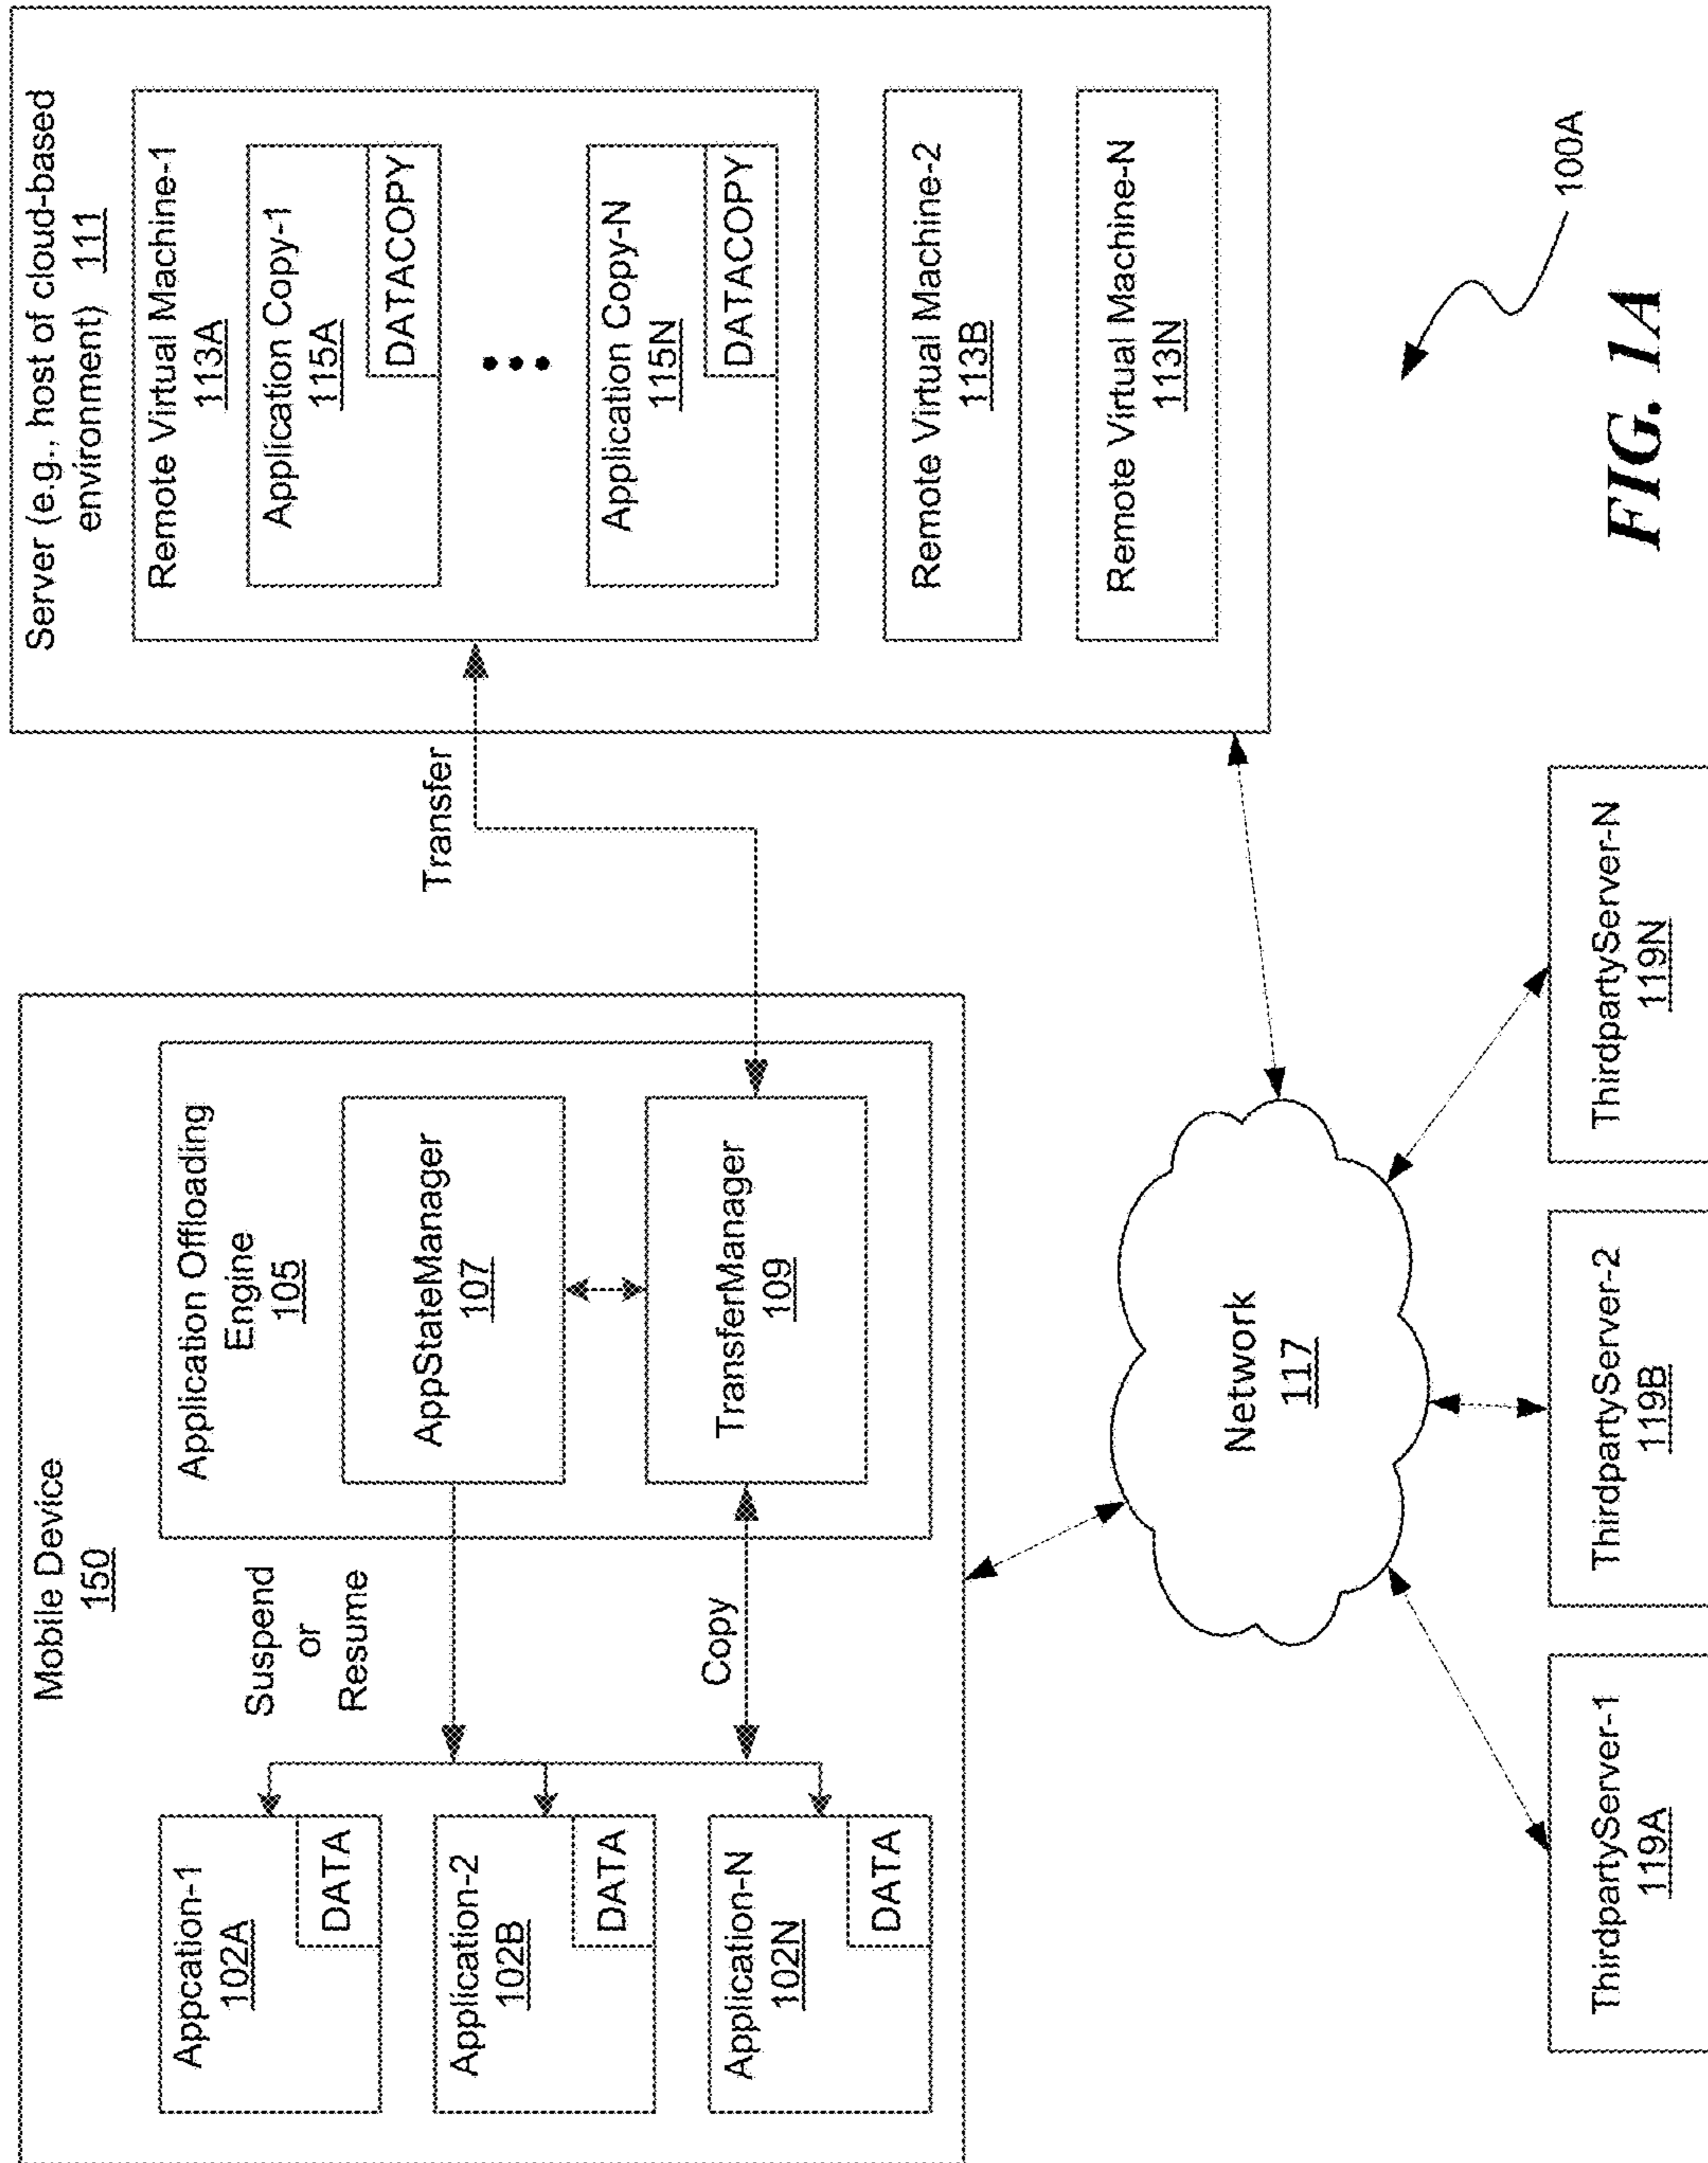 Mobile Device
150
Appcation-1
102A
DATA
Application-2
102B
DATA
Application-N
102N
DATA
Suspend
or
Resume
Copy
Application Offloading
Engine
105
AppStateManager
107
TransferManager
109
Transfer
Server (e.g., host of cloud-based
environment) 111
Remote Virtual Machine-1
113A
Application Copy-1
115A
DATACOPY
Application Copy-N
115N
DATACOPY
Remote Virtual Machine-2
113B
Remote Virtual Machine-N
113N
Network
117
ThirdpartyServer-1
119A
ThirdpartyServer-2
119B
ThirdpartyServer-N
119N
100A
FIG. 1A